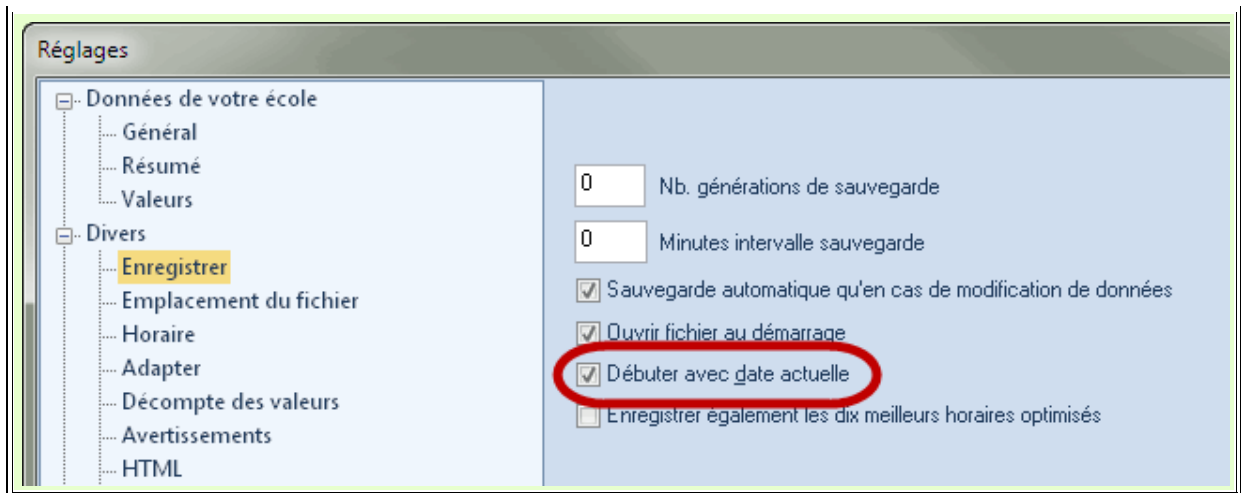 Réglages
Données de votre école
Général
Résumé
Valeurs
Divers
Enregistrer
Emplacement du fichier
Horaire
Adapter
Décompte des valeurs
Avertissements
HTML
0 Nb. générations de sauvegarde
0 Minutes intervalle sauvegarde
Sauvegarde automatique qu'en cas de modification de données
Ouvrir fichier au démarrage
Débuter avec date actuelle
Enregistrer également les dix meilleurs horaires optimisés